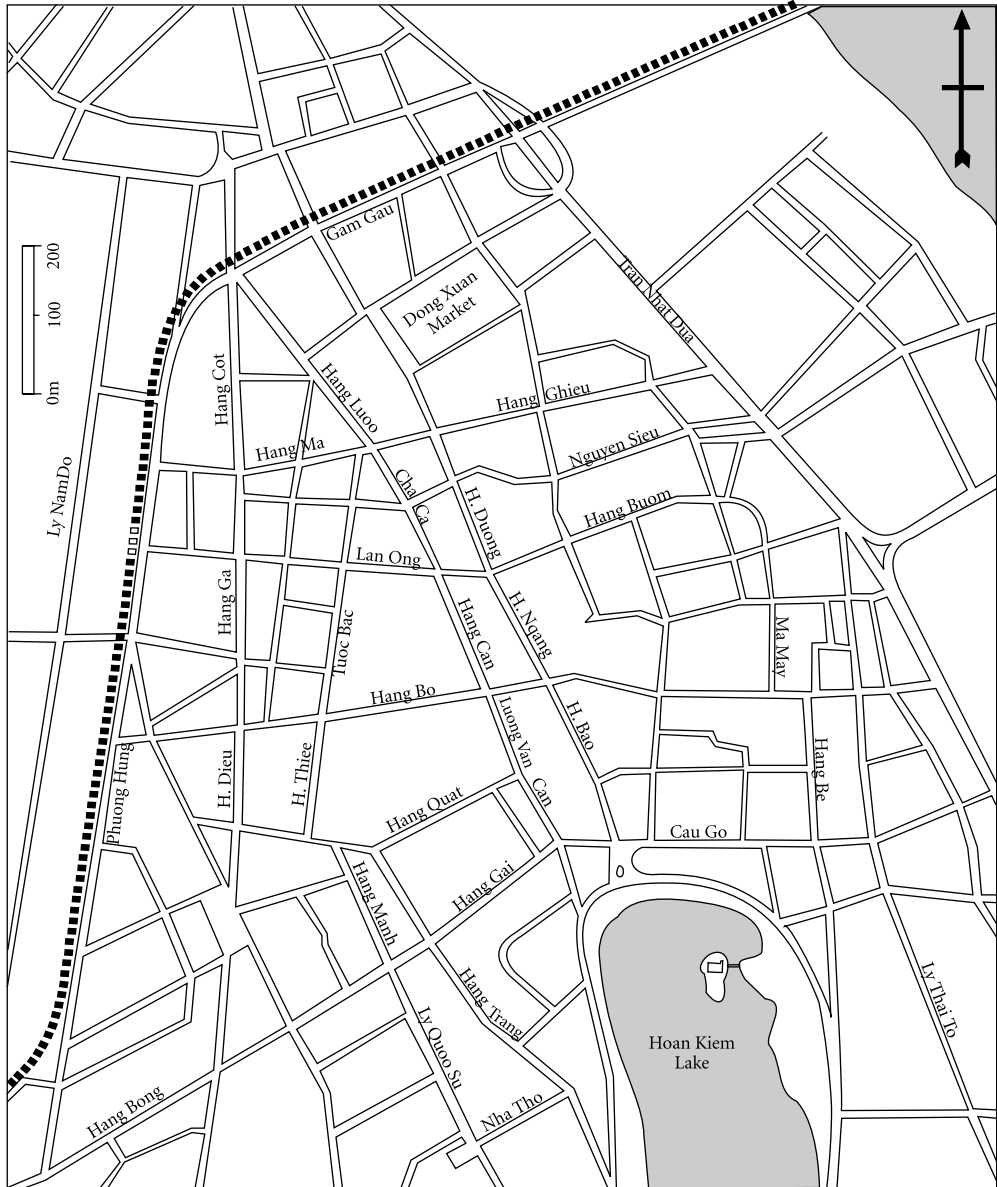 Gam Gau
200
100
0m
Dong Xuan
Market
Tran Nhat Dua
Hang Cot
Hang Luoo
Hang Ghieu
Hang Ma
Nguyen Sieu
Ly NamDo
Cha Ca
H. Duong
Hang Buom
Lan Ong
Hang Ga
Tuoc Bac
Hang Can
H. Nqang
Ma May
Hang Bo
Luong Van Can
H. Bao
Phuong Hung
H. Dieu
H. Thiee
Hang Be
Hang Quat
Cau Go
Hang Gai
Hang Manh
Hang Trang
Ly Thai To
Ly Quoo Su
Hoan Kiem
Lake
Hang Bong
Nha Tho